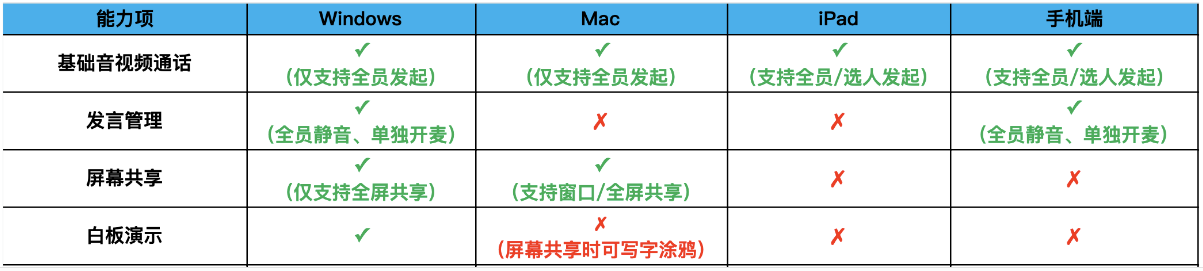 能力项 Windows Mac iPad 手机端
基础音视频通话 ✓ ✓ ✓ ✓
（仅支持全员发起） （仅支持全员发起） （支持全员/选人发起） （支持全员/选人发起）
发言管理 ✓ ✗ ✗ ✓
（全员静音、单独开麦） （全员静音、单独开麦）
屏幕共享 ✓ ✓ ✗ ✗
（仅支持全屏共享） （支持窗口/全屏共享）
白板演示 ✓ ✗ ✗ ✗
（屏幕共享时可写字涂鸦）